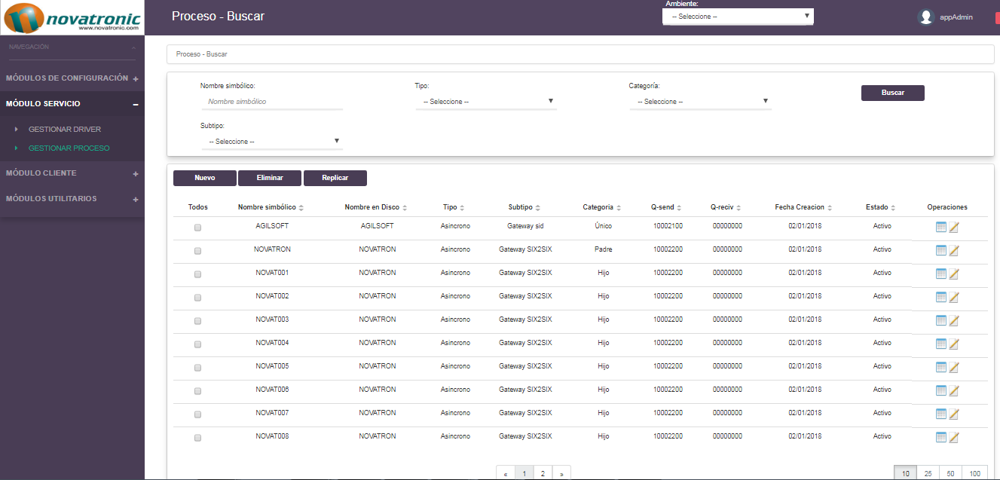 novatronic
www.novatronic.com
Proceso - Buscar
Ambiente:
-- Seleccione --
appAdmin
NAVEGACIÓN
MÓDULOS DE CONFIGURACIÓN +
MÓDULO SERVICIO –
GESTIONAR DRIVER
GESTIONAR PROCESO
MÓDULO CLIENTE +
MÓDULOS UTILITARIOS +
Proceso - Buscar
Nombre simbólico: Tipo: Categoría:
Nombre simbólico -- Seleccione -- -- Seleccione -- Buscar
Subtipo:
-- Seleccione --
Nuevo Eliminar Replicar
Todos Nombre simbólico Nombre en Disco Tipo Subtipo Categoria Q-send Q-reciv Fecha Creacion Estado Operaciones
AGILSOFT AGILSOFT Asincrono Gateway sid Único 10002100 00000000 02/01/2018 Activo
NOVATRON NOVATRON Asincrono Gateway SIX2SIX Padre 10002200 00000000 02/01/2018 Activo
NOVAT001 NOVATRON Asincrono Gateway SIX2SIX Hijo 10002200 00000000 02/01/2018 Activo
NOVAT002 NOVATRON Asincrono Gateway SIX2SIX Hijo 10002200 00000000 02/01/2018 Activo
NOVAT003 NOVATRON Asincrono Gateway SIX2SIX Hijo 10002200 00000000 02/01/2018 Activo
NOVAT004 NOVATRON Asincrono Gateway SIX2SIX Hijo 10002200 00000000 02/01/2018 Activo
NOVAT005 NOVATRON Asincrono Gateway SIX2SIX Hijo 10002200 00000000 02/01/2018 Activo
NOVAT006 NOVATRON Asincrono Gateway SIX2SIX Hijo 10002200 00000000 02/01/2018 Activo
NOVAT007 NOVATRON Asincrono Gateway SIX2SIX Hijo 10002200 00000000 02/01/2018 Activo
NOVAT008 NOVATRON Asincrono Gateway SIX2SIX Hijo 10002200 00000000 02/01/2018 Activo
« 1 2 » 10 25 50 100